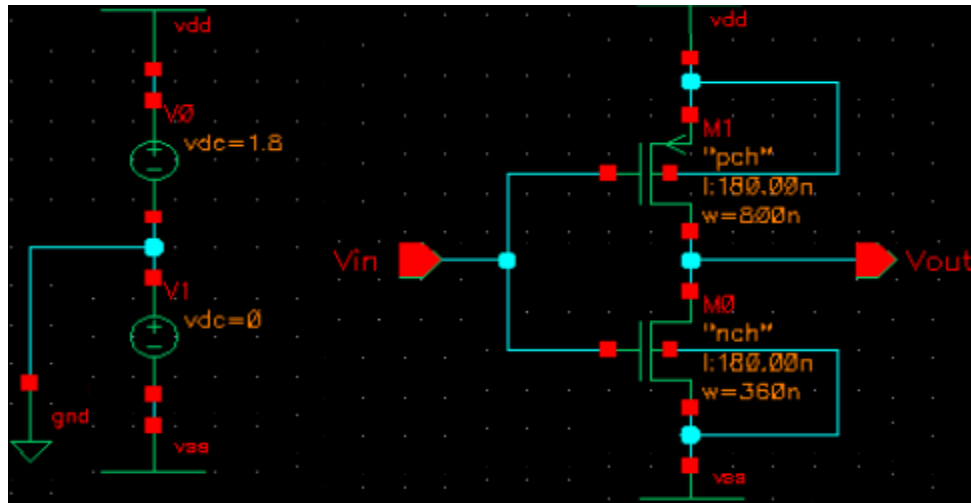 vdd
V0
vdc=1.8
V1
vdc=0
gnd
vss
vdd
M1
"pch"
l:180.00n
w=800n
Vin
Vout
M0
"nch"
l:180.00n
w=360n
vss